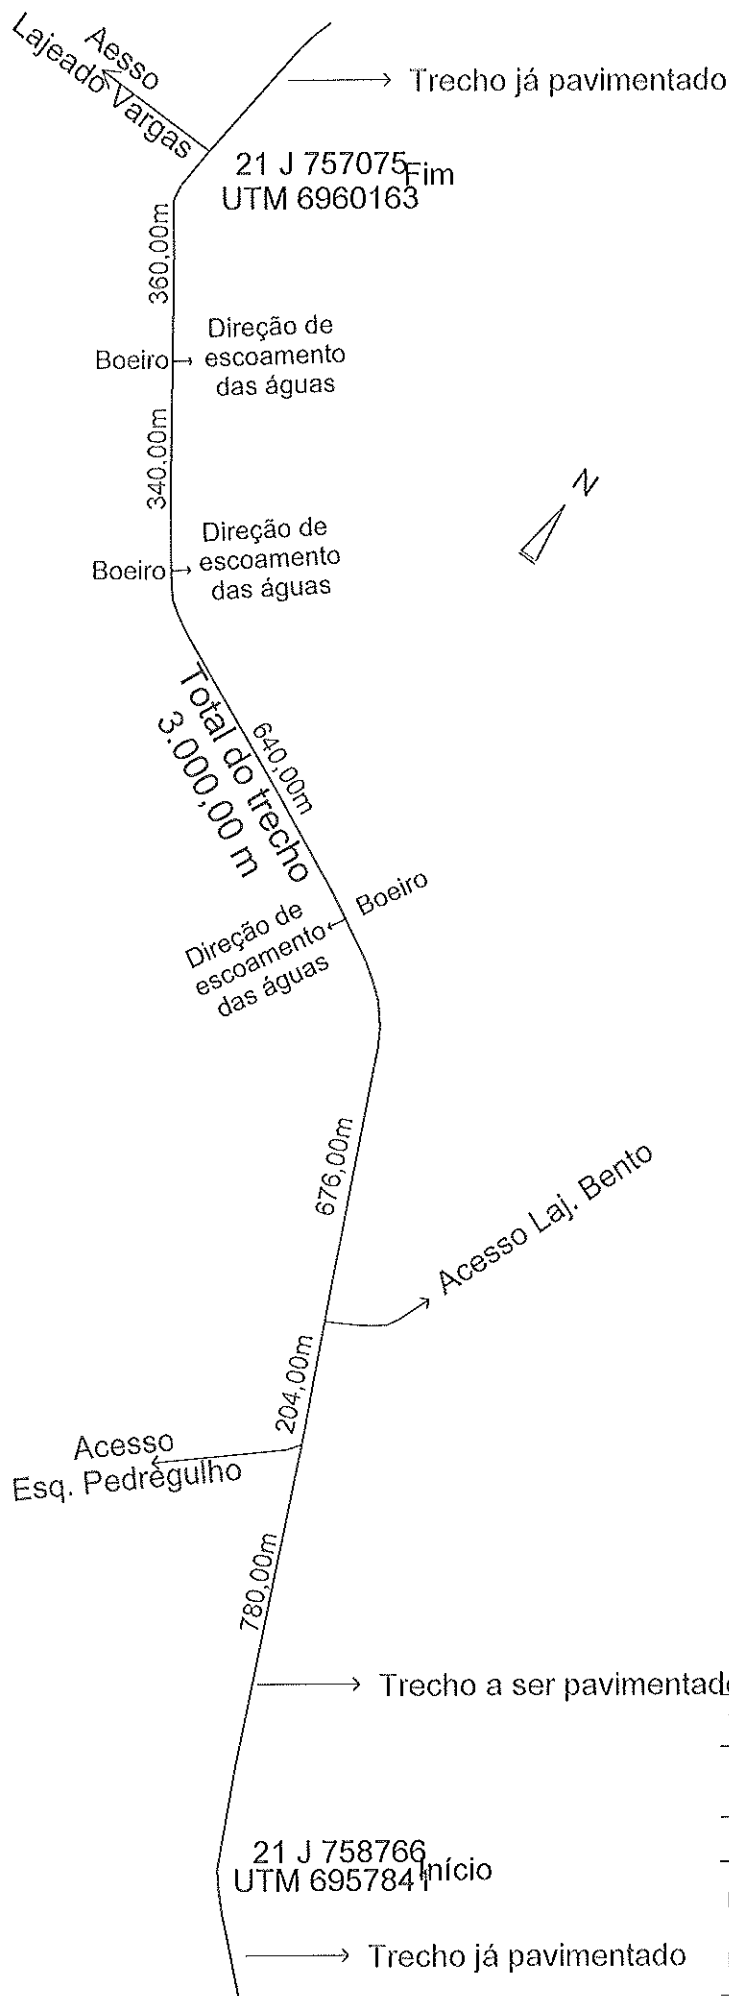 Aesso
Lajeado Vargas
Trecho já pavimentado
21 J 757075
UTM 6960163
Fim
360,00m
Direção de
escoamento
das águas
Boeiro
340,00m
N
Direção de
escoamento
das águas
Boeiro
Total do trecho
3.000,00 m
640,00m
Boeiro
Direção de
escoamento
das águas
676,00m
Acesso Laj. Bento
204,00m
Acesso
Esq. Pedregulho
780,00m
Trecho a ser pavimentado
21 J 758766
UTM 6957841
Início
Trecho já pavimentado